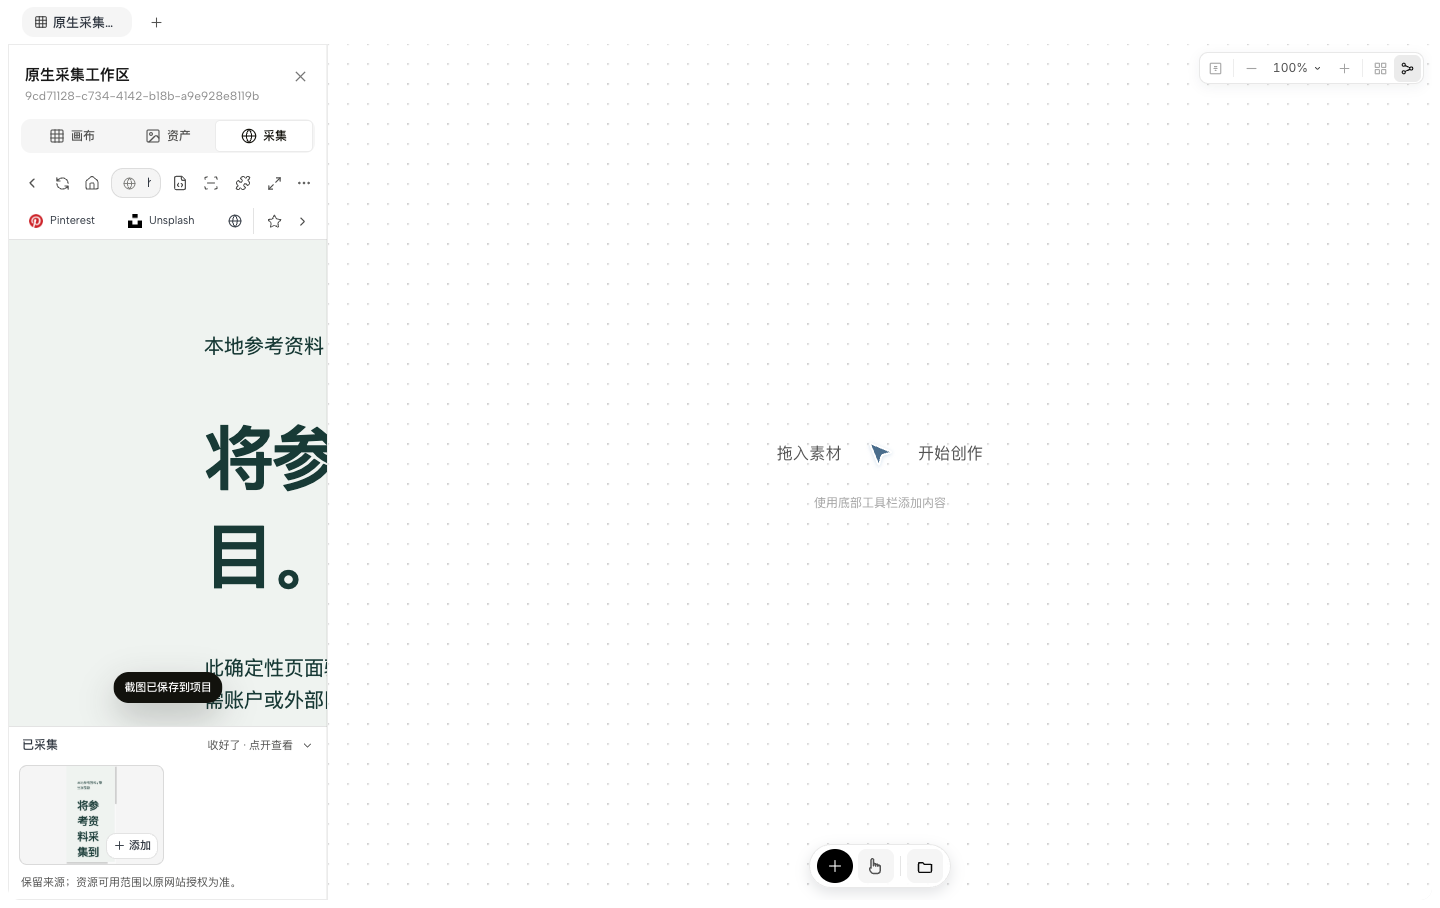 原生采集...
原生采集工作区
9cd71128-c734-4142-b18b-a9e928e8119b
画布
资产
采集
Pinterest
Unsplash
100%
本地参考资料
将参
目。
此确定性页面
需账户或外部
截图已保存到项目
已采集
收好了 · 点开查看
将参
考资
料采
集到
添加
保留来源；资源可用范围以原网站授权为准。
拖入素材
开始创作
使用底部工具栏添加内容